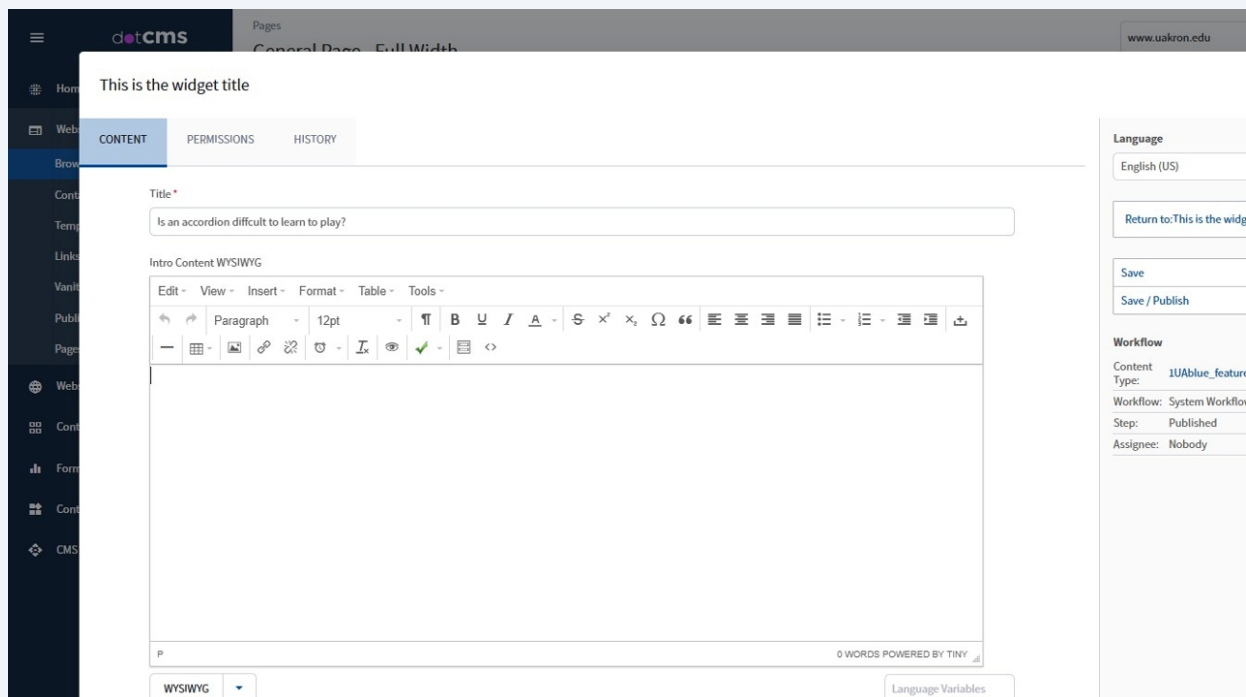 Pages
dotcms
General Page - Full Width
www.uakron.edu
This is the widget title
Hom
Web
Brow
Cont
Temp
Links
Vanit
Publi
Page
Web
Cont
Form
Cont
CMS
CONTENT PERMISSIONS HISTORY
Title*
Is an accordion diffcult to learn to play?
Intro Content WYSIWYG
Edit View Insert Format Table Tools
Paragraph 12pt
P
0 WORDS POWERED BY TINY
WYSIWYG
Language Variables
Language
English (US)
Return to:This is the widg
Save
Save / Publish
Workflow
Content Type: 1UAblue_feature
Workflow: System Workflow
Step: Published
Assignee: Nobody